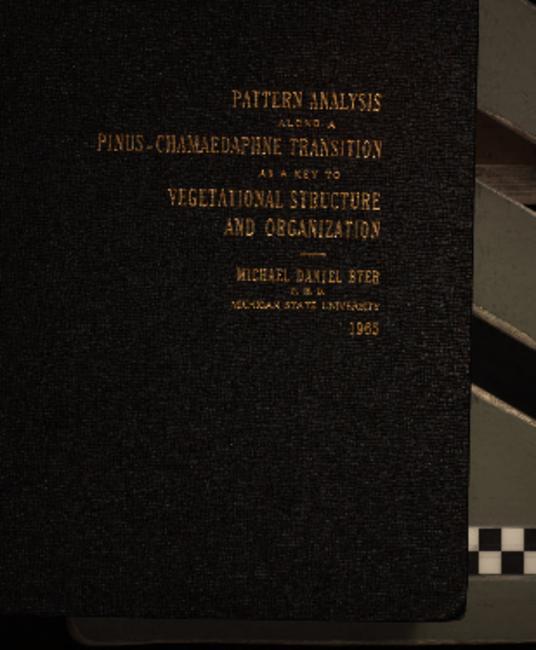 PATTERN ANALYSIS
ALONG A
PINUS-CHAMAEDAPHNE TRANSITION
AS A KEY TO
VEGETATIONAL STRUCTURE
AND ORGANIZATION
MICHAEL DANIEL BYER
P. H. D.
MICHIGAN STATE UNIVERSITY
1965